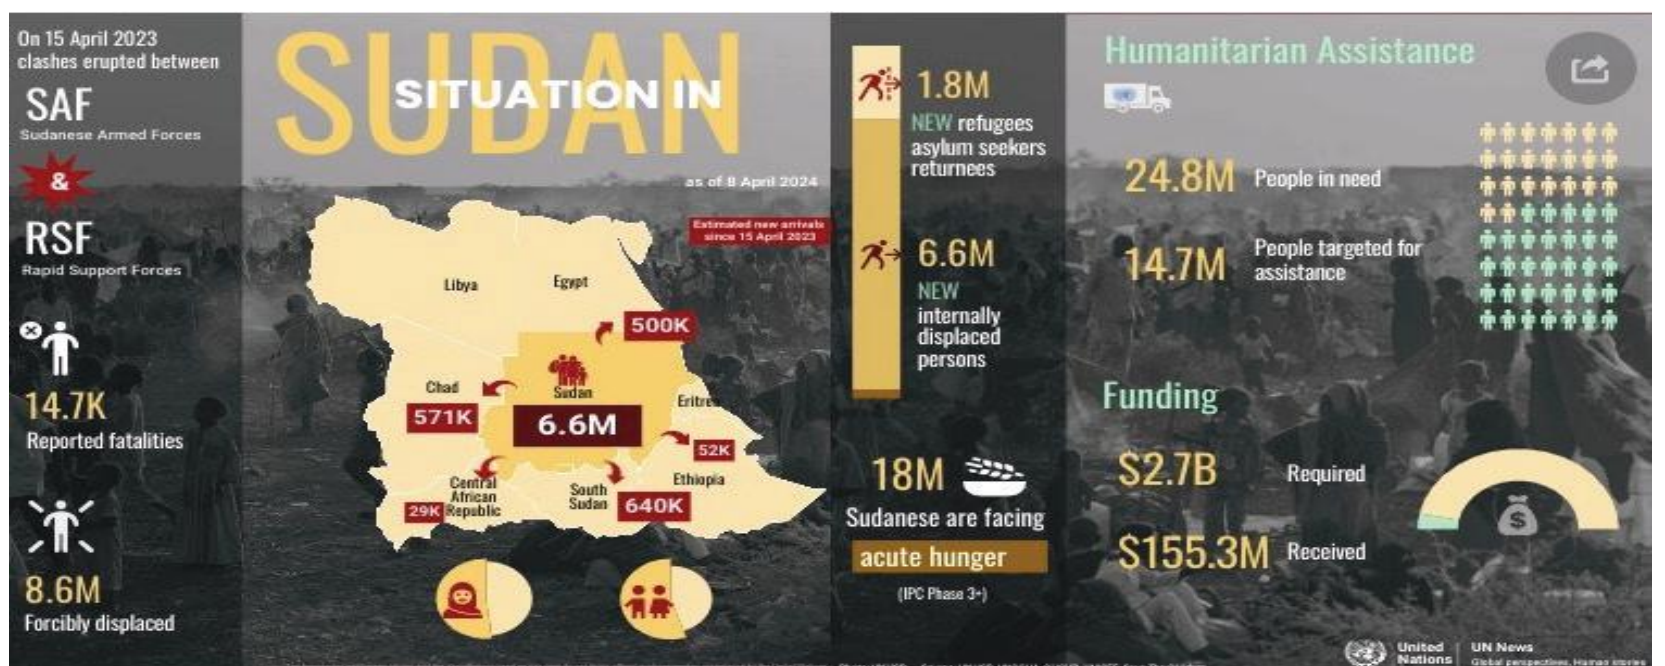 On 15 April 2023
clashes erupted between
SAF
Sudanese Armed Forces
&
RSF
Rapid Support Forces
14.7K
Reported fatalities
8.6M
Forcibly displaced
SUDAN
SITUATION IN
as of 8 April 2024
Estimated new arrivals
since 15 April 2023
Libya
Egypt
500K
Chad
571K
Sudan
6.6M
Eritrea
52K
Ethiopia
Central
African
Republic
29K
South
Sudan
640K
1.8M
NEW refugees
asylum seekers
returnees
6.6M
NEW
internally
displaced
persons
18M
Sudanese are facing
acute hunger
(IPC Phase 3+)
Humanitarian Assistance
24.8M People in need
14.7M People targeted for
assistance
Funding
$2.7B Required
$155.3M Received
$
United
Nations
UN News
Global perspectives, Human stories